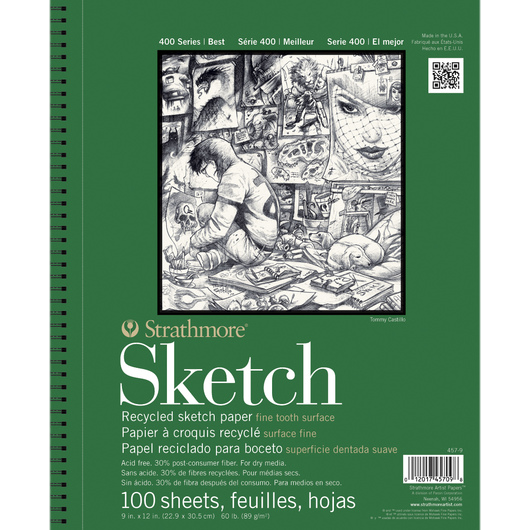 400 Series | Best   Série 400 | Meilleur   Serie 400 | El mejor
Made in the U.S.A.
Fabriqué aux États-Unis
Hecho en E.E.U.U.
Tommy Castillo
Strathmore®
Sketch
Recycled sketch paper fine tooth surface
Papier à croquis recyclé surface fine
Papel reciclado para boceto superficie dentada suave
Acid free. 30% post-consumer fiber. For dry media.
Sans acide, 30% de fibres recyclées. Pour médias secs.
Sin ácido. 30% de fibra después del consumo. Para medios en seco.
100 sheets, feuilles, hojas
9 in. x 12 in. (22.9 x 30.5 cm)   60 lb. (89 g/m²)
457-9
0 12017 45709 8
Strathmore Artist Papers™
Neenah, WI 54956
www.strathmoreartist.com